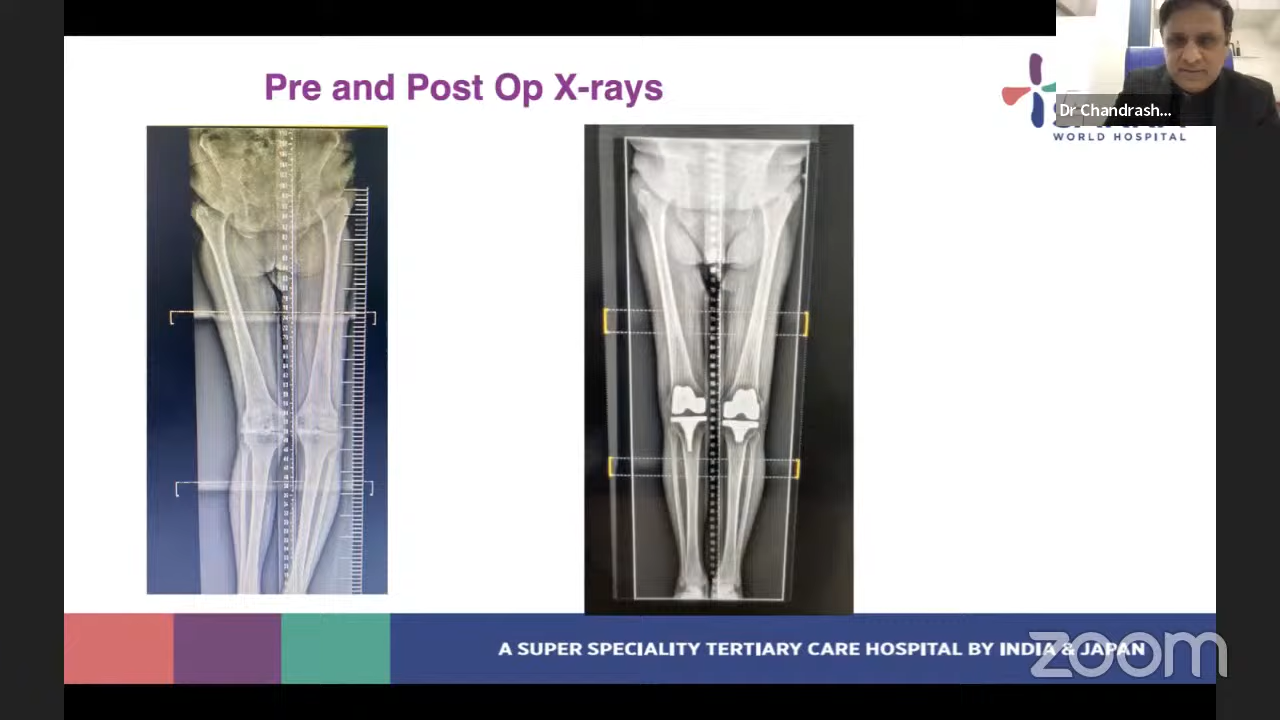 Pre and Post Op X-rays
Dr Chandrash...
WORLD HOSPITAL
A SUPER SPECIALITY TERTIARY CARE HOSPITAL BY INDIA & JAPAN
zoom